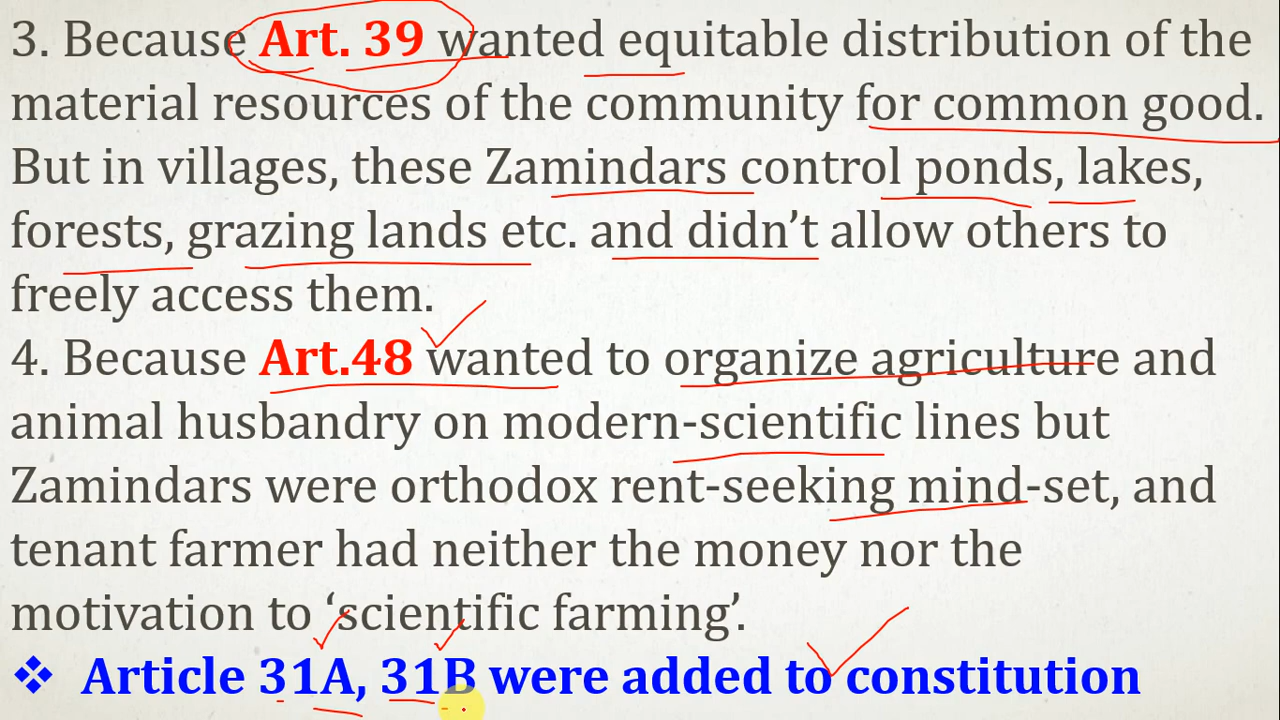 3. Because Art. 39 wanted equitable distribution of the
material resources of the community for common good.
But in villages, these Zamindars control ponds, lakes,
forests, grazing lands etc. and didn’t allow others to
freely access them.
4. Because Art.48 wanted to organize agriculture and
animal husbandry on modern-scientific lines but
Zamindars were orthodox rent-seeking mind-set, and
tenant farmer had neither the money nor the
motivation to ‘scientific farming’.
❖ Article 31A, 31B were added to constitution